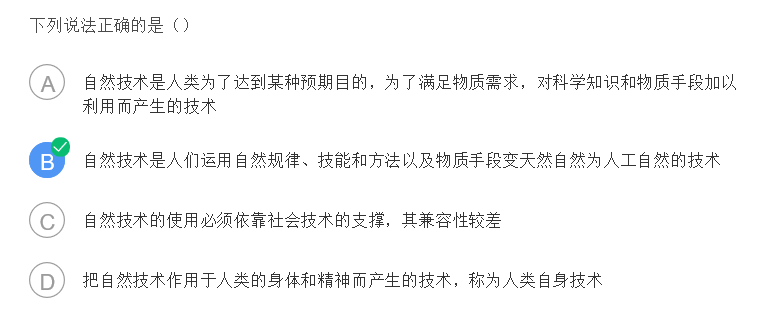 下列说法正确的是（）
A 自然技术是人类为了达到某种预期目的，为了满足物质需求，对科学知识和物质手段加以
利用而产生的技术
B 自然技术是人们运用自然规律、技能和方法以及物质手段变天然自然为人工自然的技术
C 自然技术的使用必须依靠社会技术的支撑，其兼容性较差
D 把自然技术作用于人类的身体和精神而产生的技术，称为人类自身技术